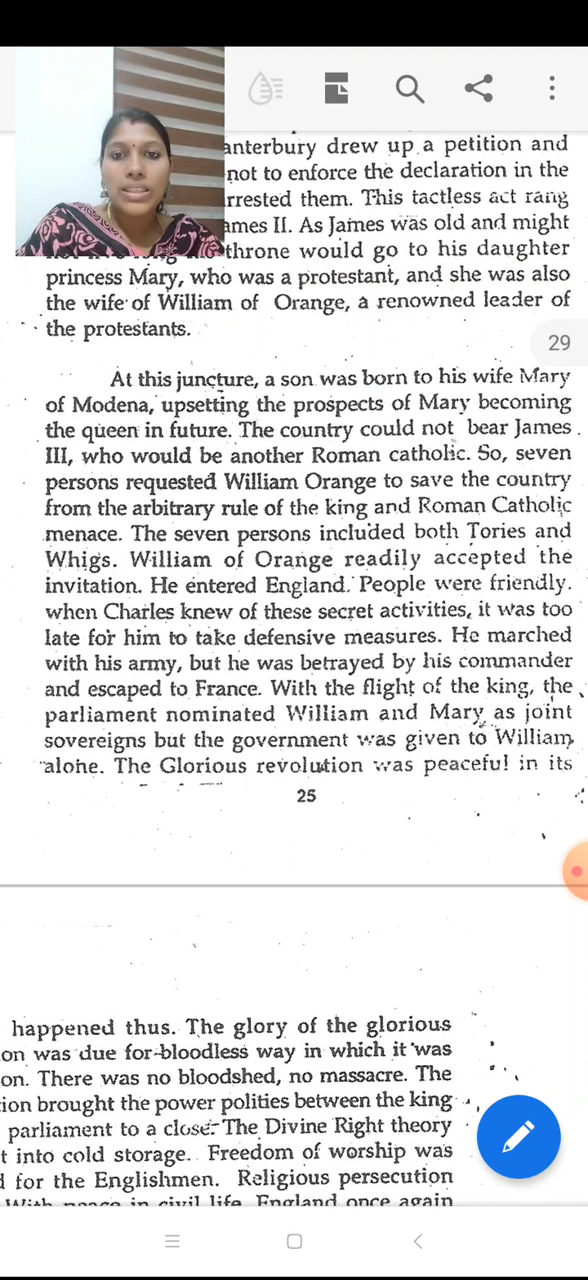 anterbury drew up a petition and
not to enforce the declaration in the
rrested them. This tactless act rang
ames II. As James was old and might
throne would go to his daughter
princess Mary, who was a protestant, and she was also
the wife of William of Orange, a renowned leader of
the protestants.
29
At this juncture, a son was born to his wife Mary
of Modena, upsetting the prospects of Mary becoming
the queen in future. The country could not bear James
III, who would be another Roman catholic. So, seven
persons requested William Orange to save the country
from the arbitrary rule of the king and Roman Catholic
menace. The seven persons included both Tories and
Whigs. William of Orange readily accepted the
invitation. He entered England. People were friendly.
when Charles knew of these secret activities, it was too
late for him to take defensive measures. He marched
with his army, but he was betrayed by his commander
and escaped to France. With the flight of the king, the
parliament nominated William and Mary as joint
sovereigns but the government was given to William
alohe. The Glorious revolution was peaceful in its
25
happened thus. The glory of the glorious
on was due for bloodless way in which it was
on. There was no bloodshed, no massacre. The
ion brought the power polities between the king
parliament to a close- The Divine Right theory
t into cold storage. Freedom of worship was
d for the Englishmen. Religious persecution
With peace in civil life, England once again